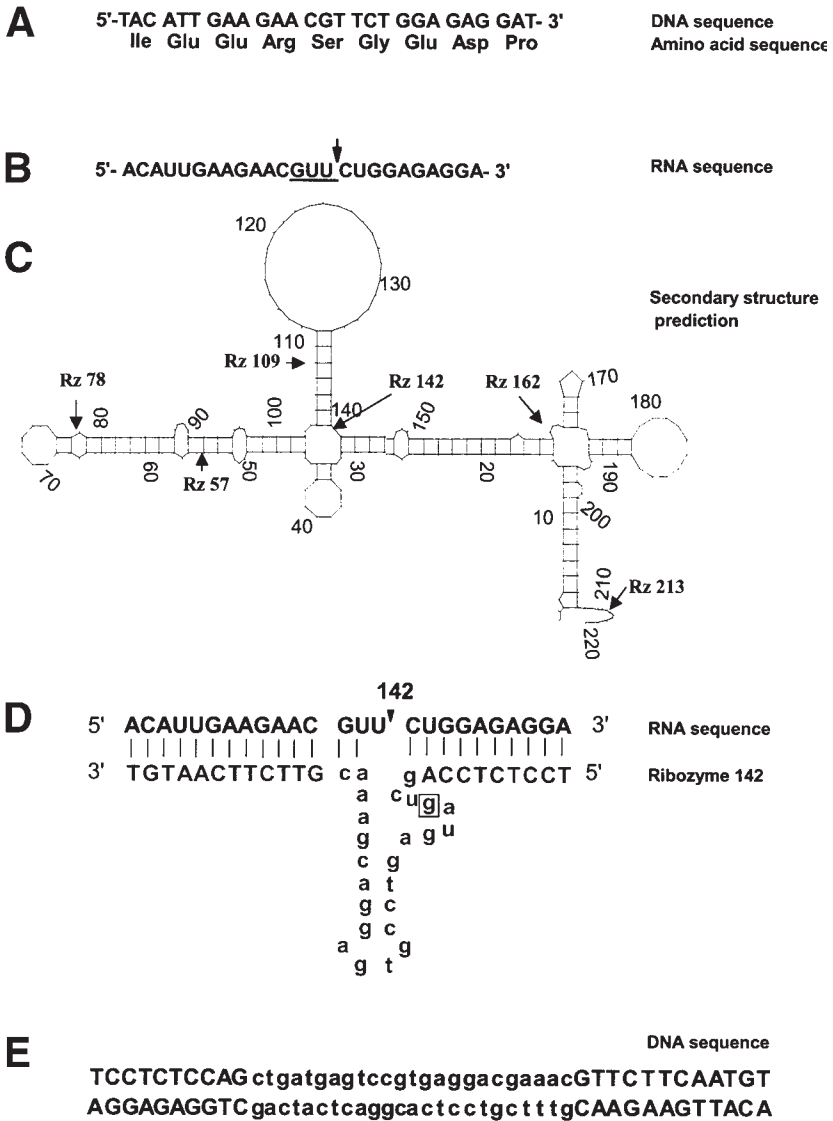 A
5'-TAC ATT GAA GAA CGT TCT GGA GAG GAT- 3' DNA sequence
Ile Glu Glu Arg Ser Gly Glu Asp Pro Amino acid sequence
B
5'- ACAUUGAAGAACGUUCUGGAGAGGA- 3' RNA sequence
C
120
130
Secondary structure
prediction
110
Rz 109
Rz 78
Rz 142
Rz 162
170
80
90
100
140
150
180
70
60
Rz 57
50
30
20
190
40
10
200
210
Rz 213
220
142
D
5' ACAUUGAAGAAC GUU CUGGAGAGGA 3' RNA sequence
3' TGTAACTTCTTG c a g ACCTCTCCT 5' Ribozyme 142
a c u g a
a g u
g a
c g
a t
g c
g c
a g
g t
DNA sequence
E
TCCTCTCCAGctgatgagtccgtgaggacgaaacGTTCTTCAATGT
AGGAGAGGTCgactactcaggcactcctgctttgCAAGAAGTTACA